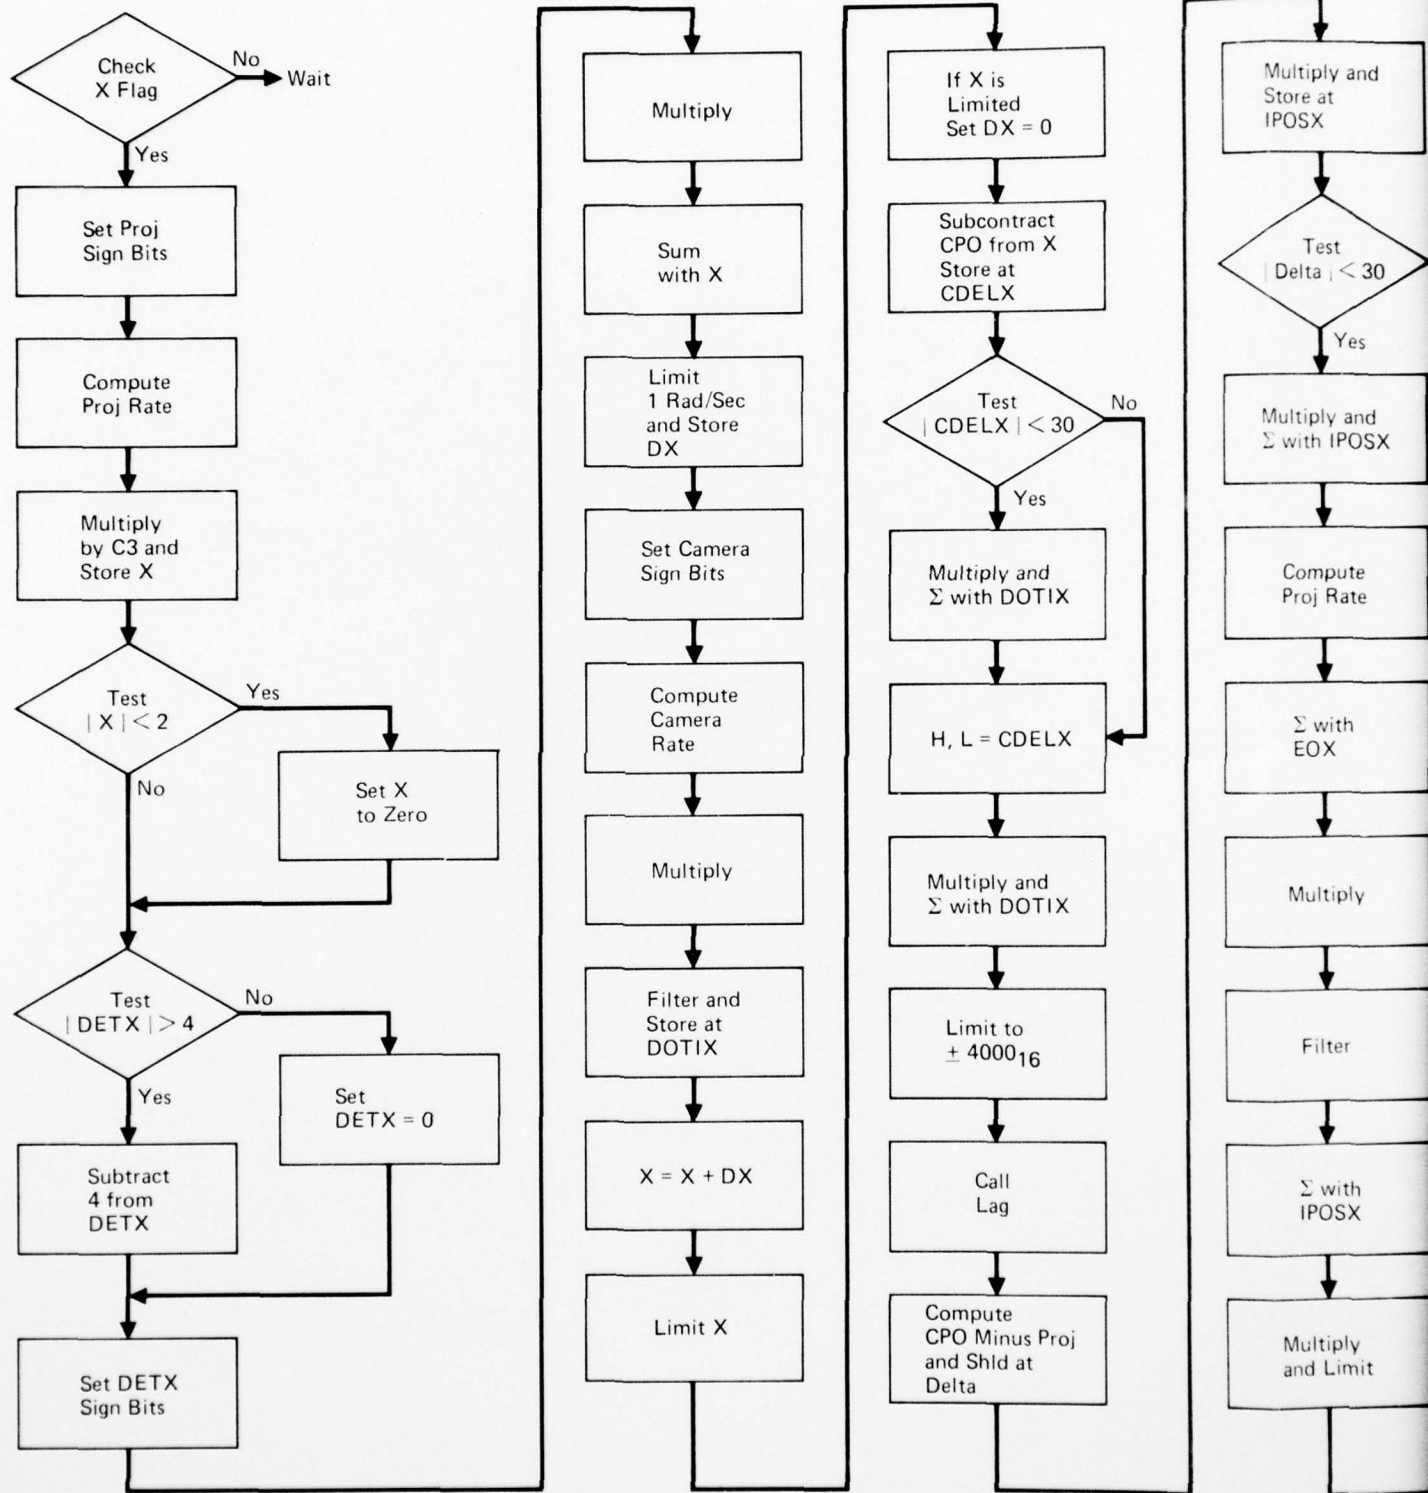 Check
X Flag
No
Wait
Yes
Set Proj
Sign Bits
Compute
Proj Rate
Multiply
by C3 and
Store X
Test
| X | < 2
Yes
No
Set X
to Zero
Test
| DETX | > 4
No
Yes
Set
DETX = 0
Subtract
4 from
DETX
Set DETX
Sign Bits
Multiply
Sum
with X
Limit
1 Rad/Sec
and Store
DX
Set Camera
Sign Bits
Compute
Camera
Rate
Multiply
Filter and
Store at
DOTIX
X = X + DX
Limit X
If X is
Limited
Set DX = 0
Subcontract
CPO from X
Store at
CDELX
Test
| CDELX | < 30
No
Yes
Multiply and
Σ with DOTIX
H, L = CDELX
Multiply and
Σ with DOTIX
Limit to
± 4000₁₆
Call
Lag
Compute
CPO Minus Proj
and Shld at
Delta
Multiply and
Store at
IPOSX
Test
| Delta | < 30
Yes
Multiply and
Σ with IPOSX
Compute
Proj Rate
Σ with
EOX
Multiply
Filter
Σ with
IPOSX
Multiply
and Limit